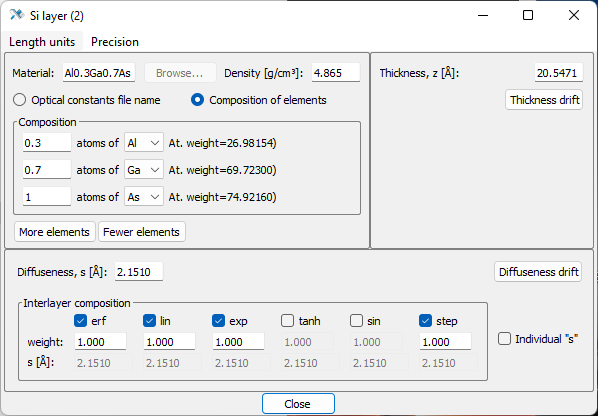 Si layer (2)
Length units Precision
Material: Al0.3Ga0.7As Browse... Density [g/cm³]: 4.865
Optical constants file name Composition of elements
Composition
0.3 atoms of Al At. weight=26.98154)
0.7 atoms of Ga At. weight=69.72300)
1 atoms of As At. weight=74.92160)
More elements Fewer elements
Thickness, z [Å]: 20.5471
Thickness drift
Diffuseness, s [Å]: 2.1510 Diffuseness drift
Interlayer composition
erf lin exp tanh sin step
weight: 1.000 1.000 1.000 1.000 1.000 1.000
s [Å]: 2.1510 2.1510 2.1510 2.1510 2.1510 2.1510
Individual "s"
Close